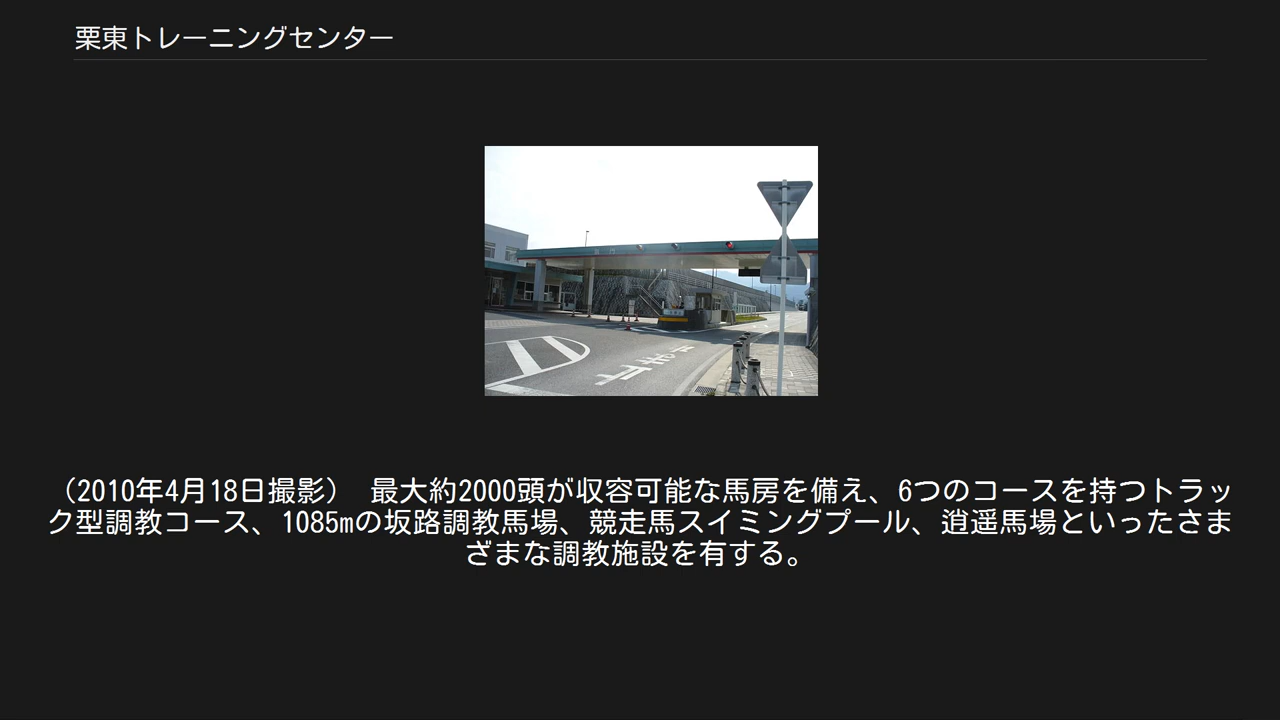 栗東トレーニングセンター
（2010年4月18日撮影）　最大約2000頭が収容可能な馬房を備え、6つのコースを持つトラッ
ク型調教コース、1085mの坂路調教馬場、競走馬スイミングプール、逍遥馬場といったさま
ざまな調教施設を有する。